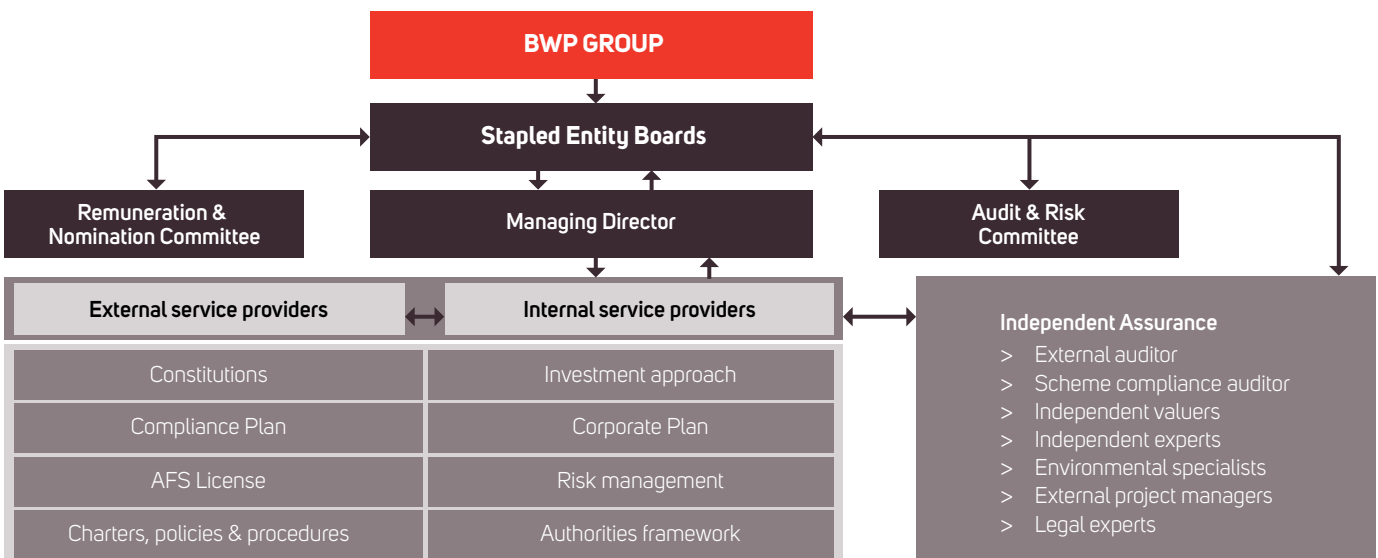 BWP GROUP
Stapled Entity Boards
Remuneration &
Nomination Committee
Managing Director
Audit & Risk
Committee
External service providers
Internal service providers
Constitutions
Investment approach
Compliance Plan
Corporate Plan
AFS License
Risk management
Charters, policies & procedures
Authorities framework
Independent Assurance
> External auditor
> Scheme compliance auditor
> Independent valuers
> Independent experts
> Environmental specialists
> External project managers
> Legal experts